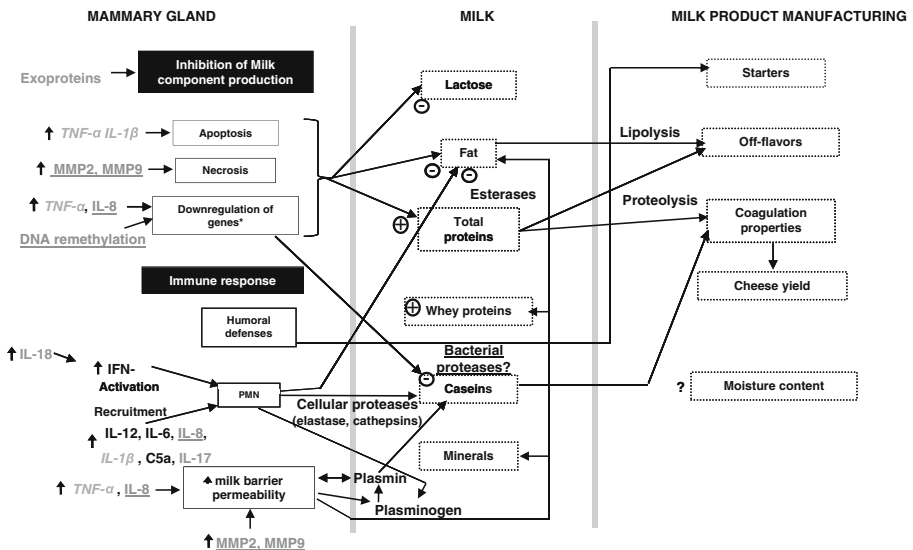 MAMMARY GLAND
MILK
MILK PRODUCT MANUFACTURING
Exoproteins
Inhibition of Milk
component production
Lactose
-
Starters
TNF-α IL-1β
Apoptosis
MMP2, MMP9
Necrosis
TNF-α, IL-8
DNA remethylation
Downregulation of
genes*
Fat
-
-
Esterases
+
Total
proteins
Lipolysis
Off-flavors
Proteolysis
Coagulation
properties
Cheese yield
Immune response
Humoral
defenses
+
Whey proteins
Bacterial
proteases?
-
Caseins
? Moisture content
IL-18
IFN-
Activation
PMN
Recruitment
IL-12, IL-6, IL-8,
IL-1β , C5a, IL-17
Cellular proteases
(elastase, cathepsins)
Minerals
TNF-α , IL-8
milk barrier
permeability
Plasmin
Plasminogen
MMP2, MMP9